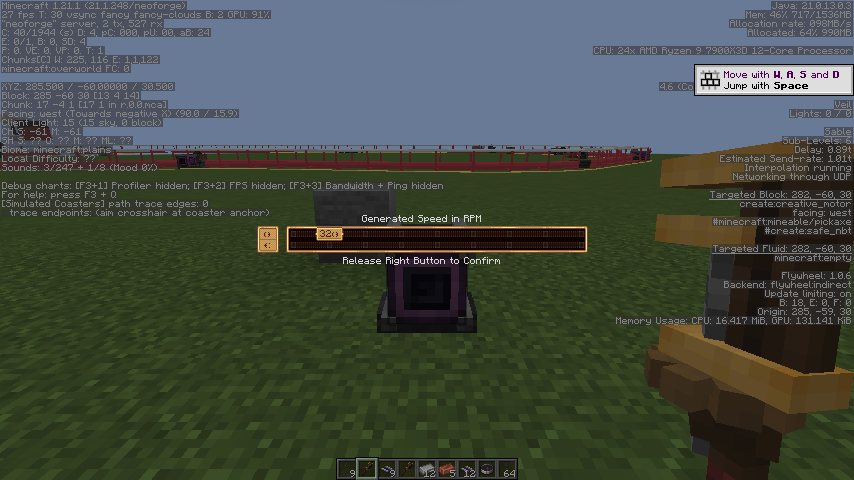 Minecraft 1.21.1 (21.1.248/neoforge)
27 fps T: 30 vsync fancy fancy-clouds B: 2 GPU: 91%
"neoforge" server, 2 tx, 527 rx
C: 40/1944 (s) D: 4, pC: 000, pU: 00, aB: 24
E: 0/1, B: 0, SD: 4
P: 0. VE: 0. VP: 0. T: 1
Chunks[C] W: 225, 116 E: 1,1,122
minecraft:overworld FC: 0
XYZ: 285.500 / -60.00000 / 30.500
Block: 285 -60 30 [13 4 14]
Chunk: 17 -4 1 [17 1 in r.0.0.mca]
Facing: west (Towards negative X) (90.0 / 15.9)
Client Light: 15 (15 sky, 0 block)
CH S: -61 M: -61
SH S: ?? O: ?? M: ?? ML: ??
Biome: minecraft:plains
Local Difficulty: ??
Sounds: 3/247 + 1/8 (Mood 0%)
Debug charts: [F3+1] Profiler hidden; [F3+2] FPS hidden; [F3+3] Bandwidth + Ping hidden
For help: press F3 + Q
[Simulated Coasters] path trace edges: 0
trace endpoints: (aim crosshair at coaster anchor)
Java: 21.0.13.0.3
Mem: 46% 717/1536MB
Allocation rate: 084MB/s
Allocated: 64% 990MB
CPU: 24x AMD Ryzen 9 7900X3D 12-Core Processor
Move with W, A, S and D
Jump with Space
4.6 (Co
Veil
Lights: 0 / 0
Sable
Sub-Levels: 6
Delay: 0.89t
Estimated Send-rate: 1.01t
Interpolation running
Networking through UDP
Targeted Block: 282, -60, 30
create:creative_motor
facing: west
#minecraft:mineable/pickaxe
#create:safe_nbt
Targeted Fluid: 282, -60, 30
minecraft:empty
Flywheel: 1.0.6
Backend: flywheel:indirect
Update limiting: on
B: 18, E: 0, F: 0
Origin: 285, -59, 30
Memory Usage: CPU: 16.417 MiB, GPU: 131.141 KiB
Generated Speed in RPM
32
Release Right Button to Confirm
9
9
12
5
12
64